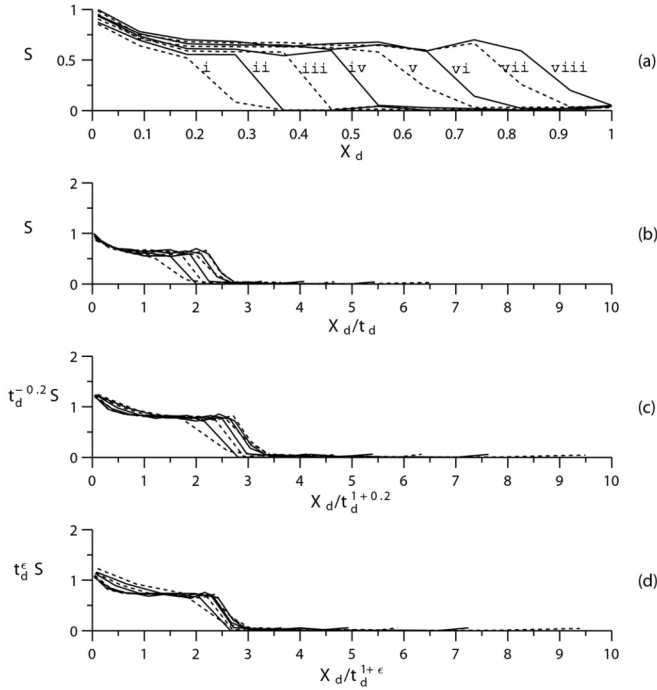 1
S
0.5
i
ii
iii
iv
v
vi
vii
viii
(a)
0
0 0.1 0.2 0.3 0.4 0.5 0.6 0.7 0.8 0.9 1
X d
2
S
1
(b)
0
0 1 2 3 4 5 6 7 8 9 10
X d/t d
2
t d −0.2 S
1
(c)
0
0 1 2 3 4 5 6 7 8 9 10
X d/t d 1+0.2
2
t d ϵ S
1
(d)
0
0 1 2 3 4 5 6 7 8 9 10
X d/t d 1+ ϵ